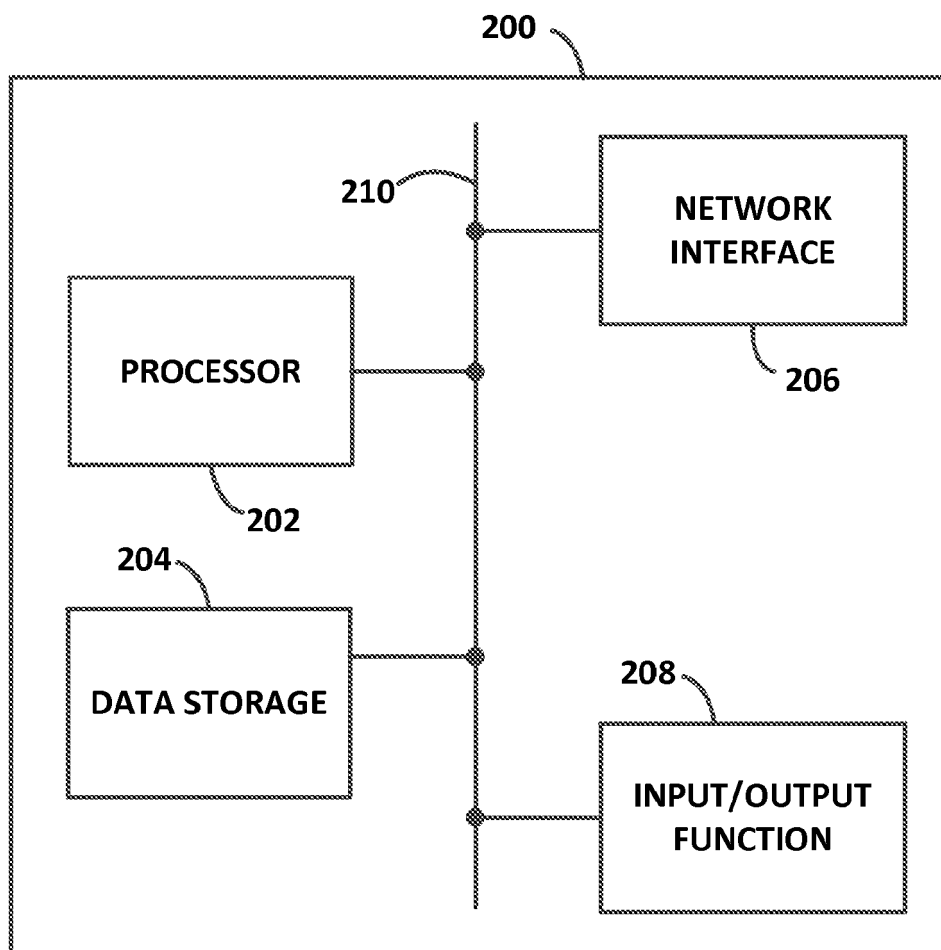 200
210
NETWORK
INTERFACE
206
PROCESSOR
202
204
DATA STORAGE
208
INPUT/OUTPUT
FUNCTION